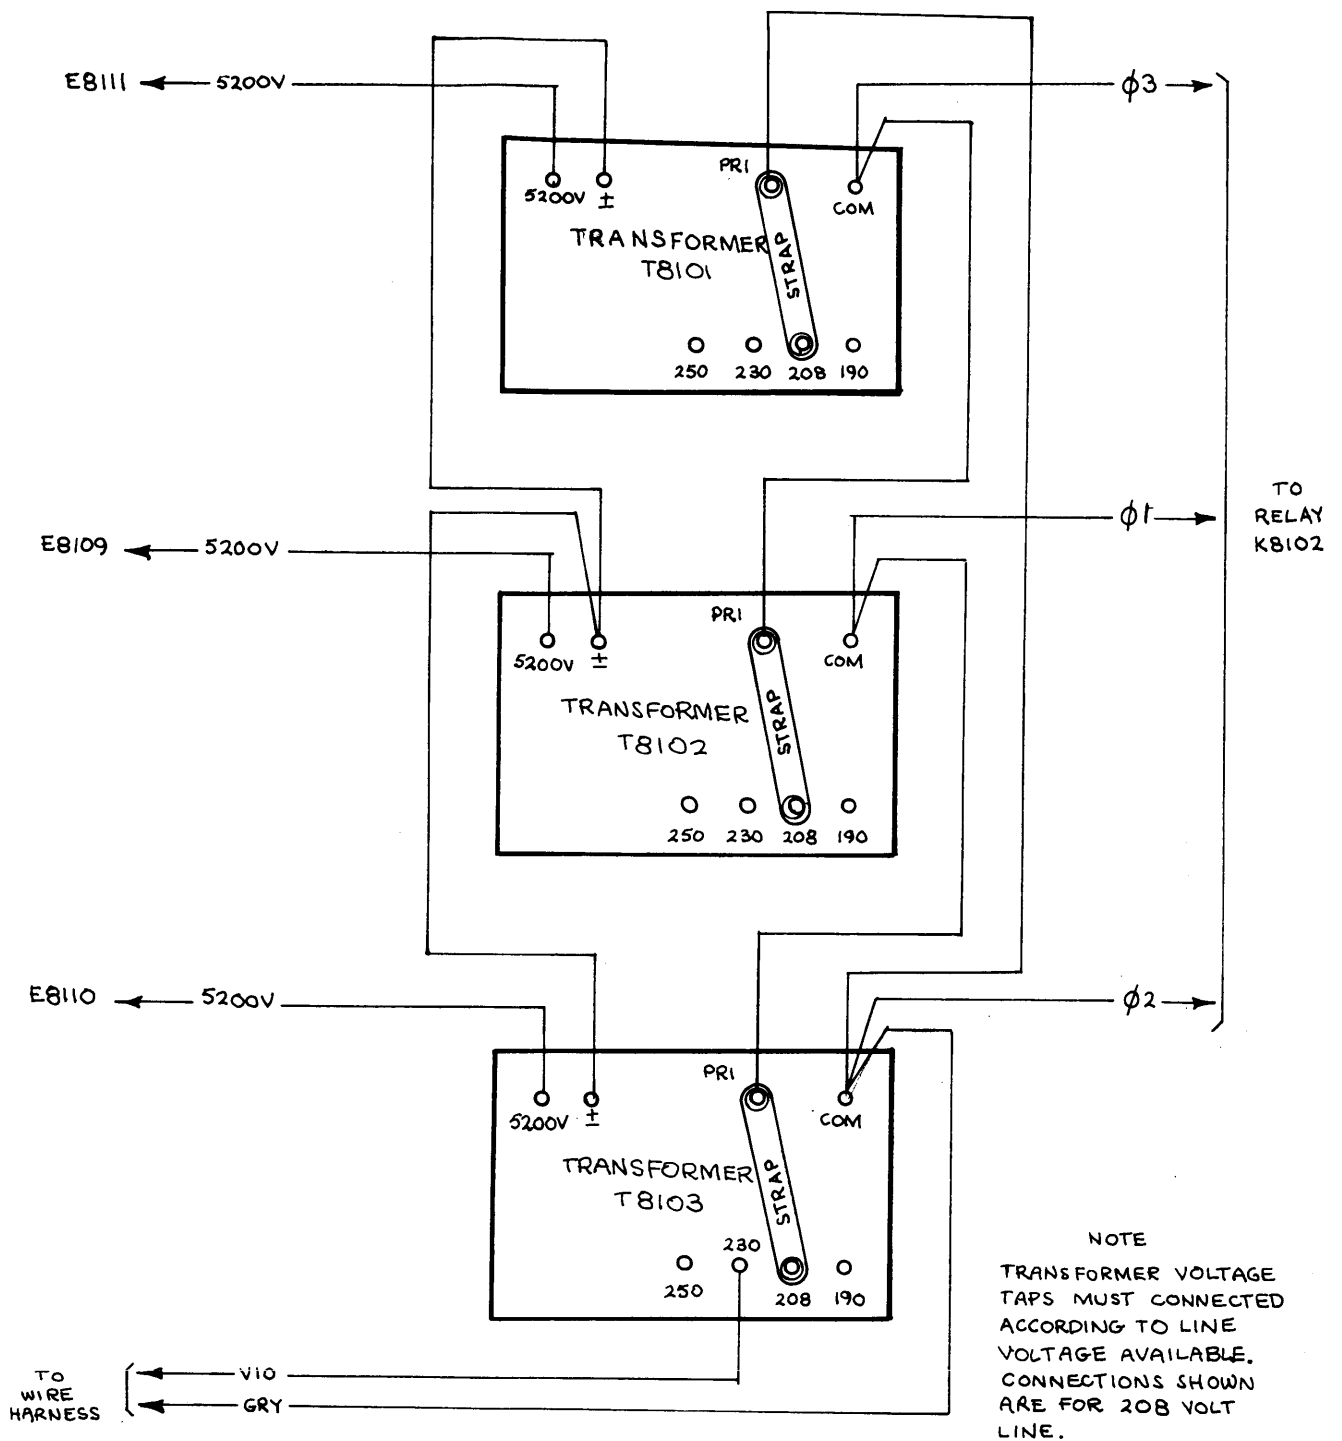 E8111
5200V
φ3
PRI
5200V
±
COM
TRANSFORMER
T8101
STRAP
250
230
208
190
TO
RELAY
K8102
φ1
E8109
5200V
PRI
5200V
±
COM
TRANSFORMER
T8102
STRAP
250
230
208
190
E8110
5200V
φ2
PRI
5200V
±
COM
TRANSFORMER
T8103
STRAP
230
250
208
190
NOTE
TRANSFORMER VOLTAGE
TAPS MUST CONNECTED
ACCORDING TO LINE
VOLTAGE AVAILABLE.
CONNECTIONS SHOWN
ARE FOR 208 VOLT
LINE.
TO
WIRE
HARNESS
VIO
GRY